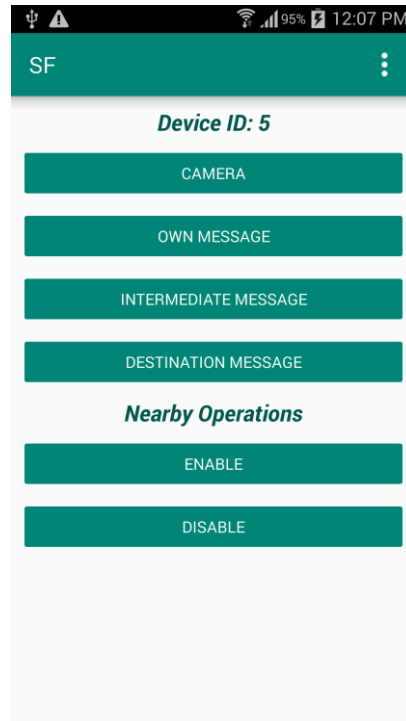 95% 12:07 PM
SF
Device ID: 5
CAMERA
OWN MESSAGE
INTERMEDIATE MESSAGE
DESTINATION MESSAGE
Nearby Operations
ENABLE
DISABLE